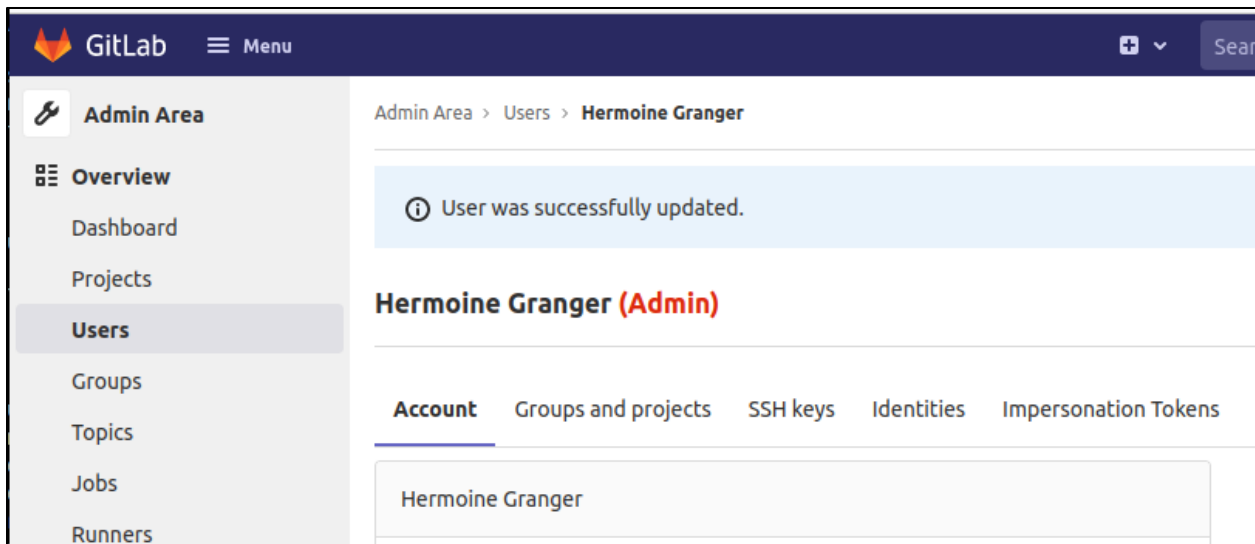 GitLab Menu
Admin Area
Overview
Dashboard
Projects
Users
Groups
Topics
Jobs
Runners
Admin Area > Users > Hermoine Granger
User was successfully updated.
Hermoine Granger (Admin)
Account Groups and projects SSH keys Identities Impersonation Tokens
Hermoine Granger